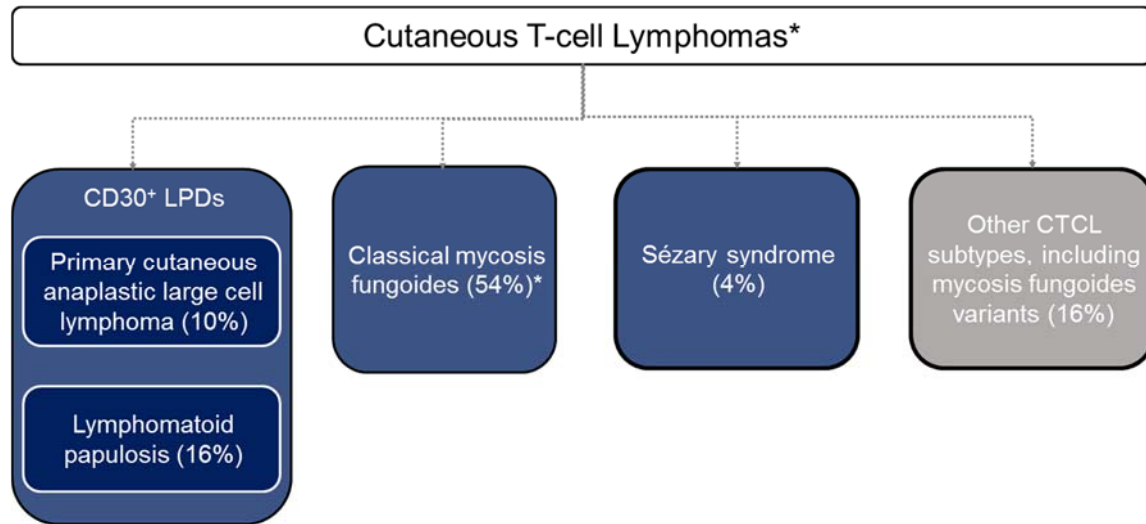 Cutaneous T-cell Lymphomas*
CD30⁺ LPDs
Primary cutaneous
anaplastic large cell
lymphoma (10%)
Lymphomatoid
papulosis (16%)
Classical mycosis
fungoides (54%)*
Sézary syndrome
(4%)
Other CTCL
subtypes, including
mycosis fungoides
variants (16%)